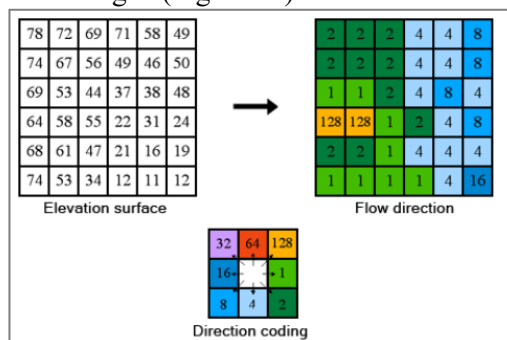 78 72 69 71 58 49
74 67 56 49 46 50
69 53 44 37 38 48
64 58 55 22 31 24
68 61 47 21 16 19
74 53 34 12 11 12
Elevation surface
2 2 2 4 4 8
2 2 2 4 4 8
1 1 2 4 8 4
128 128 1 2 4 8
2 2 1 4 4 4
1 1 1 1 4 16
Flow direction
32 64 128
16 1
8 4 2
Direction coding